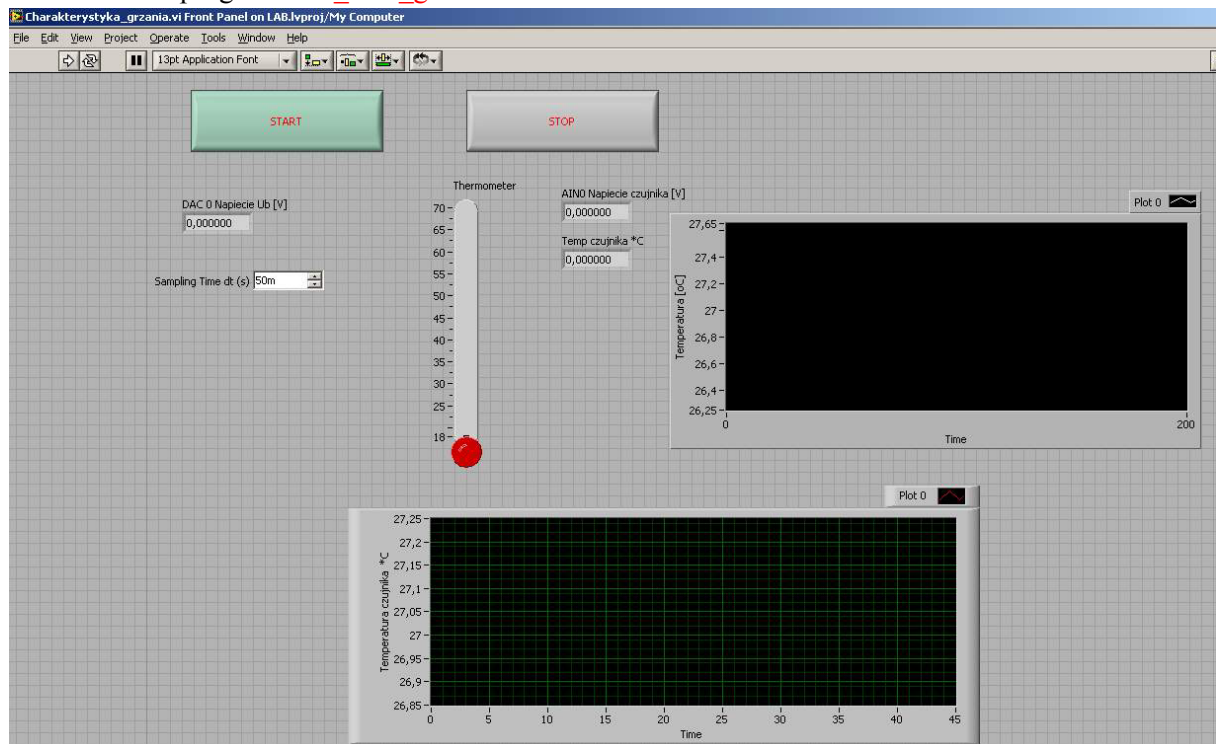 Charakterystyka_grzania.vi Front Panel on LAB.lvproj/My Computer
File Edit View Project Operate Tools Window Help
13pt Application Font
START
STOP
Thermometer
70
65
60
55
50
45
40
35
30
25
18
DAC 0 Napiecie Ub [V]
0,000000
Sampling Time dt (s) 50m
AIN0 Napiecie czujnika [V]
0,000000
Temp czujnika *C
0,000000
Plot 0
Temperatura [oC]
27,65
27,4
27,2
27
26,8
26,6
26,4
26,25
0 200
Time
Plot 0
Temperatura czujnika *C
27,25
27,2
27,15
27,1
27,05
27
26,95
26,9
26,85
0 5 10 15 20 25 30 35 40 45
Time